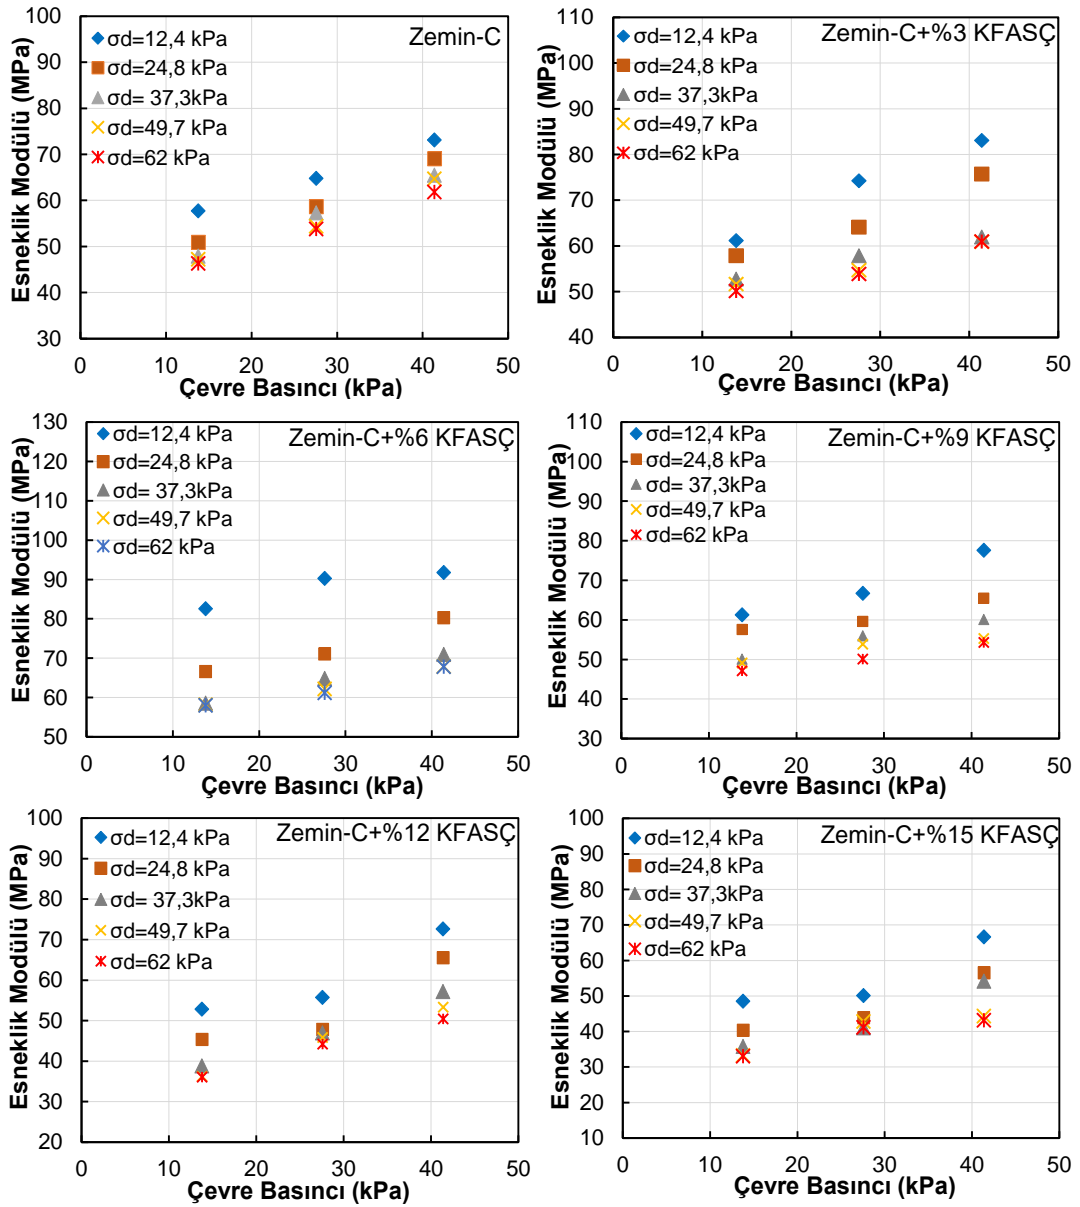 Zemin-C
Esneklik Modülü (MPa)
100
90
80
70
60
50
40
30
σd=12,4 kPa
σd=24,8 kPa
σd= 37,3kPa
σd=49,7 kPa
σd=62 kPa
0 10 20 30 40 50
Çevre Basıncı (kPa)
Zemin-C+%3 KFASÇ
Esneklik Modülü (MPa)
110
100
90
80
70
60
50
40
σd=12,4 kPa
σd=24,8 kPa
σd= 37,3kPa
σd=49,7 kPa
σd=62 kPa
0 10 20 30 40 50
Çevre Basıncı (kPa)
Zemin-C+%6 KFASÇ
Esneklik Modülü (MPa)
130
120
110
100
90
80
70
60
50
σd=12,4 kPa
σd=24,8 kPa
σd= 37,3kPa
σd=49,7 kPa
σd=62 kPa
0 10 20 30 40 50
Çevre Basıncı (kPa)
Zemin-C+%9 KFASÇ
Esneklik Modülü (MPa)
110
100
90
80
70
60
50
40
30
σd=12,4 kPa
σd=24,8 kPa
σd= 37,3kPa
σd=49,7 kPa
σd=62 kPa
0 10 20 30 40 50
Çevre Basıncı (kPa)
Zemin-C+%12 KFASÇ
Esneklik Modülü (MPa)
100
90
80
70
60
50
40
30
20
σd=12,4 kPa
σd=24,8 kPa
σd= 37,3kPa
σd=49,7 kPa
σd=62 kPa
0 10 20 30 40 50
Çevre Basıncı (kPa)
Zemin-C+%15 KFASÇ
Esneklik Modülü (MPa)
100
90
80
70
60
50
40
30
20
10
σd=12,4 kPa
σd=24,8 kPa
σd= 37,3kPa
σd=49,7 kPa
σd=62 kPa
0 10 20 30 40 50
Çevre Basıncı (kPa)